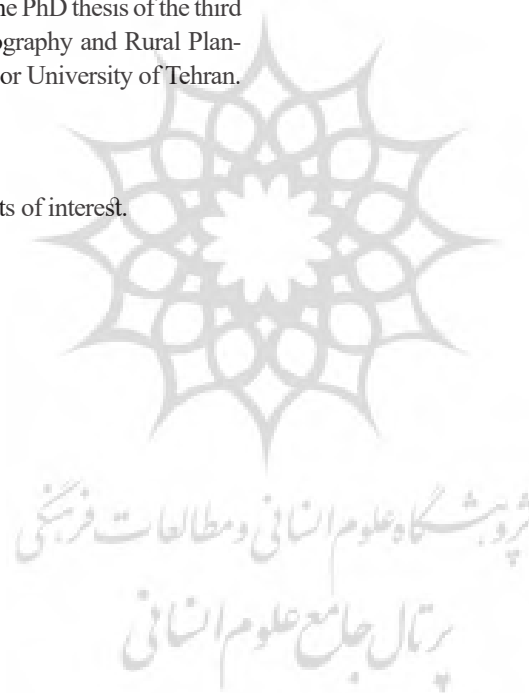 ne PhD thesis of the third
ography and Rural Plan-
or University of Tehran.
ts of interest.
پژوهشگاه علوم انسانی و مطالعات فرهنگی
پرتال جامع علوم انسانی